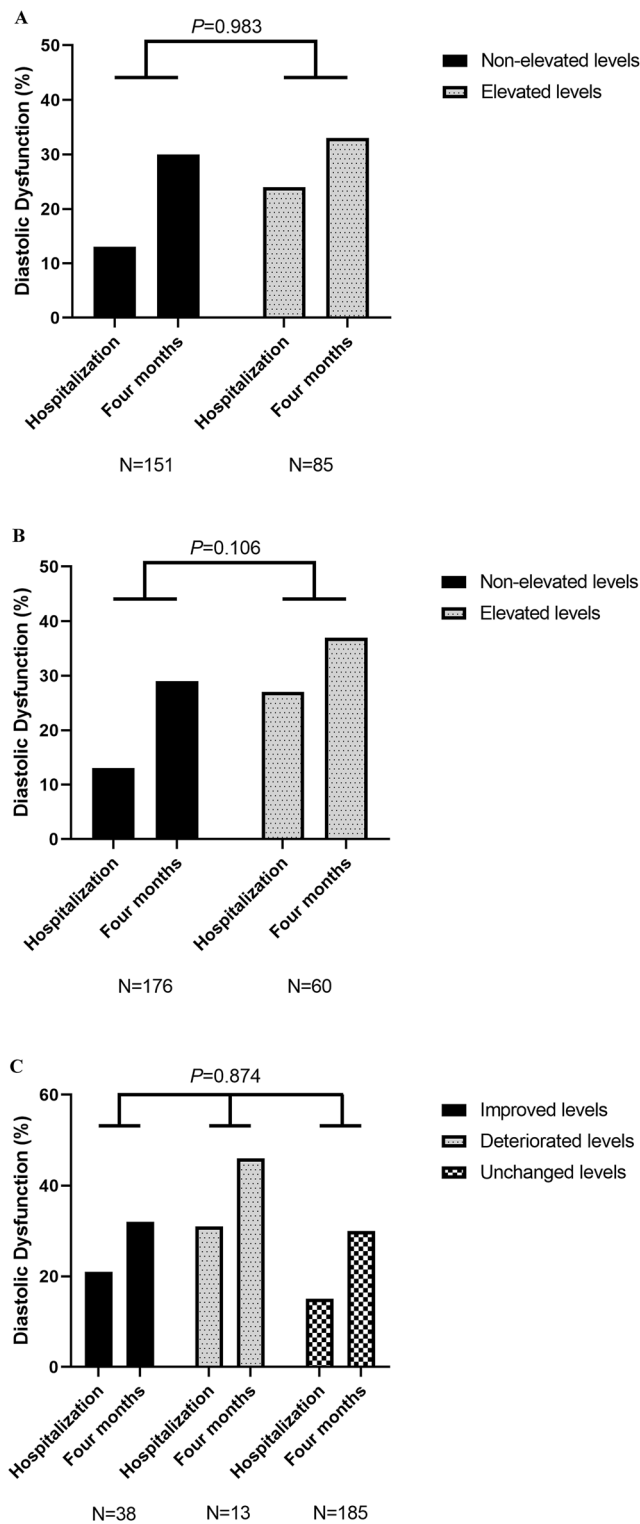 A
P=0.983
50
40
30
20
10
0
Diastolic Dysfunction (%)
Hospitalization
Four months
Hospitalization
Four months
N=151
N=85
Non-elevated levels
Elevated levels
B
P=0.106
50
40
30
20
10
0
Diastolic Dysfunction (%)
Hospitalization
Four months
Hospitalization
Four months
N=176
N=60
Non-elevated levels
Elevated levels
C
P=0.874
60
40
20
0
Diastolic Dysfunction (%)
Hospitalization
Four months
Hospitalization
Four months
Hospitalization
Four months
N=38
N=13
N=185
Improved levels
Deteriorated levels
Unchanged levels